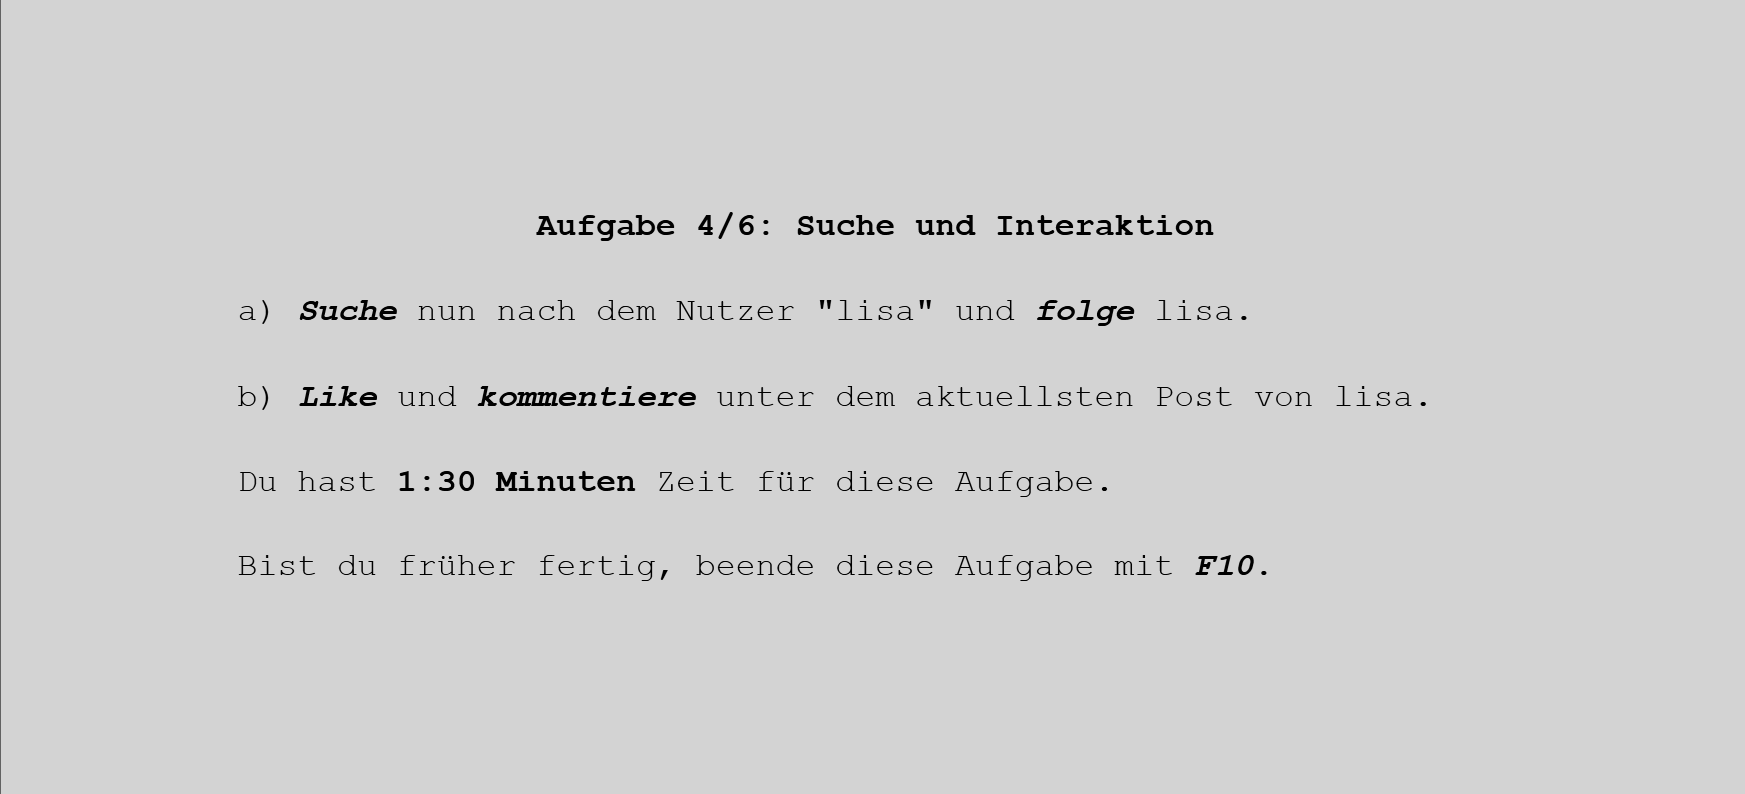 Aufgabe 4/6: Suche und Interaktion
a) Suche nun nach dem Nutzer "lisa" und folge lisa.
b) Like und kommentiere unter dem aktuellsten Post von lisa.
Du hast 1:30 Minuten Zeit für diese Aufgabe.
Bist du früher fertig, beende diese Aufgabe mit F10.